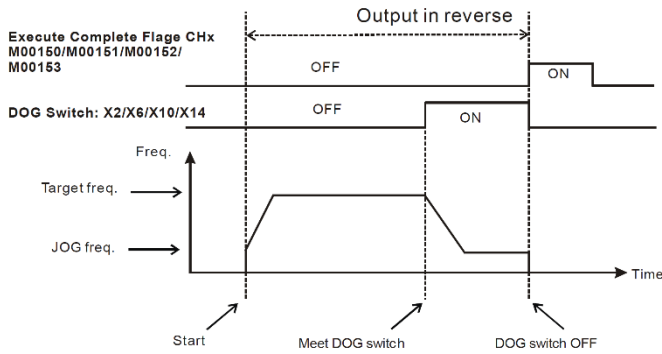 Output in reverse
Execute Complete Flage CHx
M00150/M00151/M00152/
M00153
OFF
ON
DOG Switch: X2/X6/X10/X14
OFF
ON
Freq.
Target freq.
JOG freq.
Time
Start
Meet DOG switch
DOG switch OFF